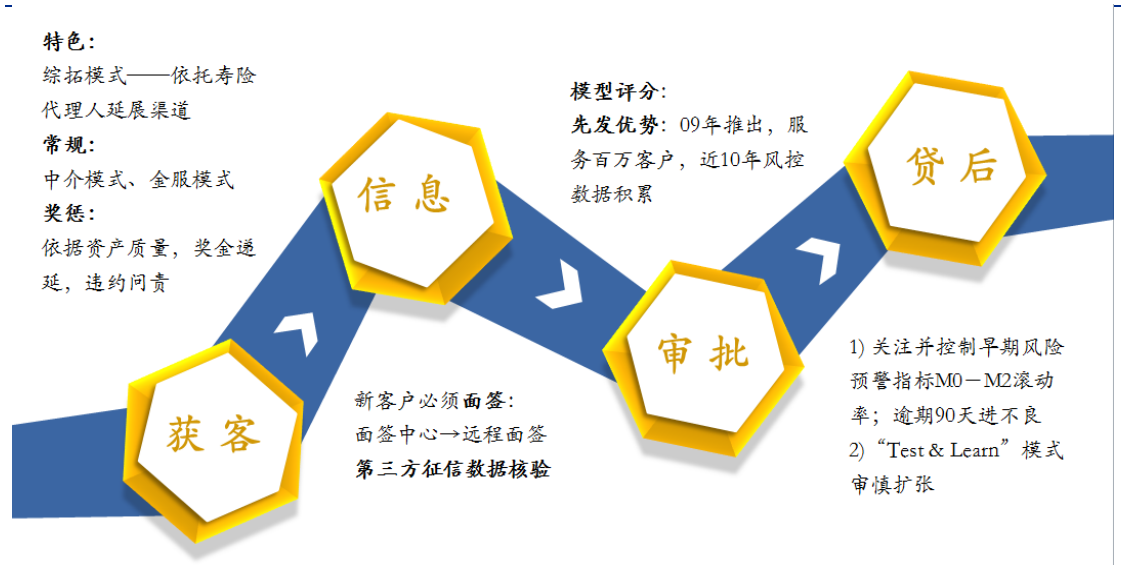 特色：
综拓模式——依托寿险
代理人延展渠道
常规：
中介模式、金服模式
奖惩：
依据资产质量，奖金递
延，违约问责
获客
信息
新客户必须面签：
面签中心→远程面签
第三方征信数据核验
模型评分：
先发优势：09年推出，服
务百万客户，近10年风控
数据积累
审批
贷后
1) 关注并控制早期风险
预警指标M0－M2滚动
率；逾期90天进不良
2)“Test & Learn”模式
审慎扩张